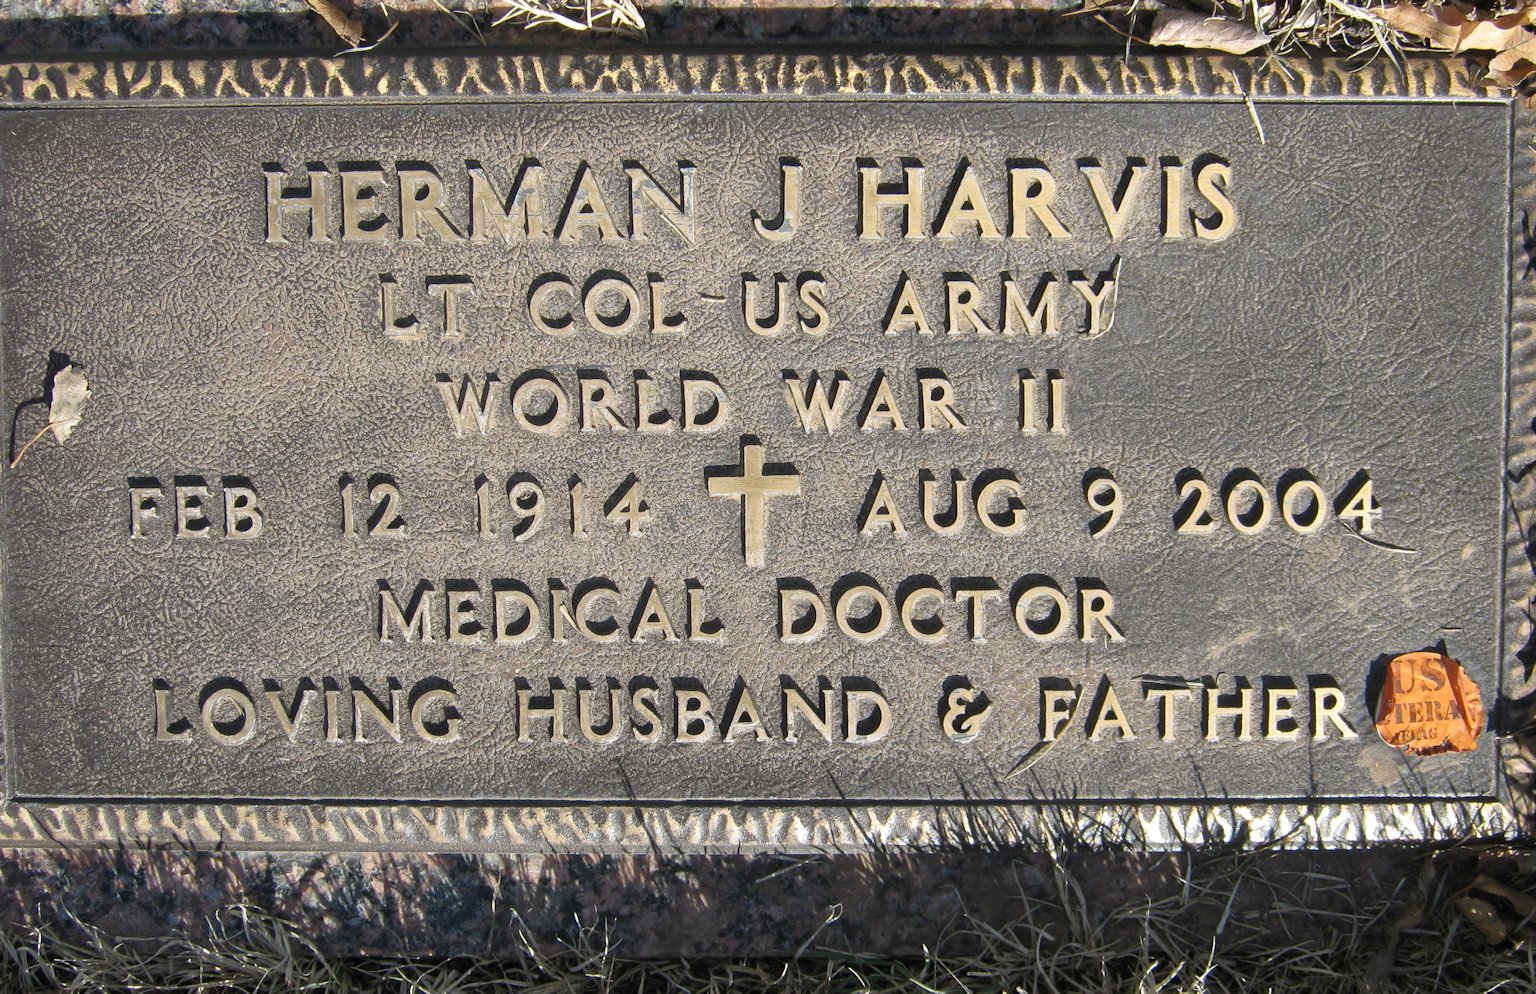 HERMAN J HARVIS
LT COL US ARMY
WORLD WAR II
FEB 12 1914 AUG 9 2004
MEDICAL DOCTOR
LOVING HUSBAND & FATHER
US